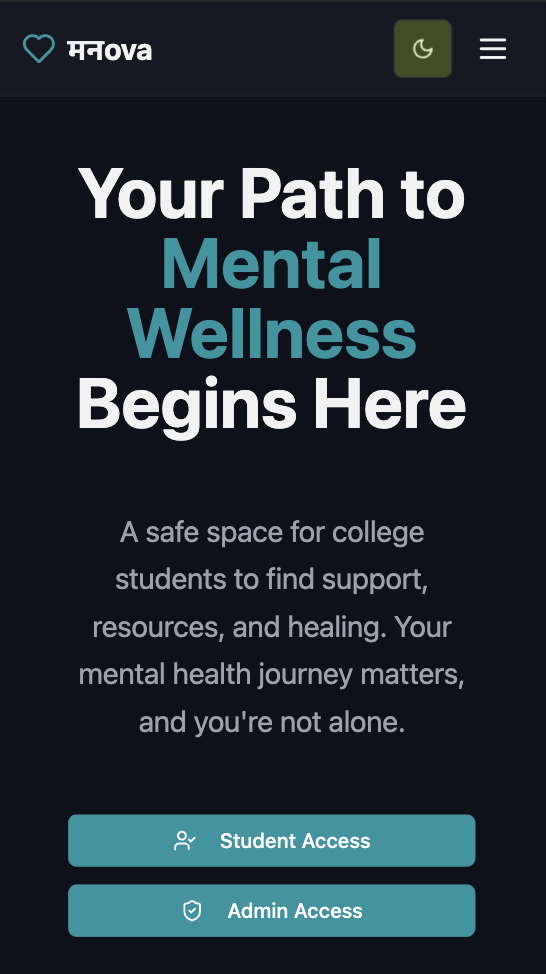 मनova
Your Path to
Mental
Wellness
Begins Here
A safe space for college
students to find support,
resources, and healing. Your
mental health journey matters,
and you're not alone.
Student Access
Admin Access